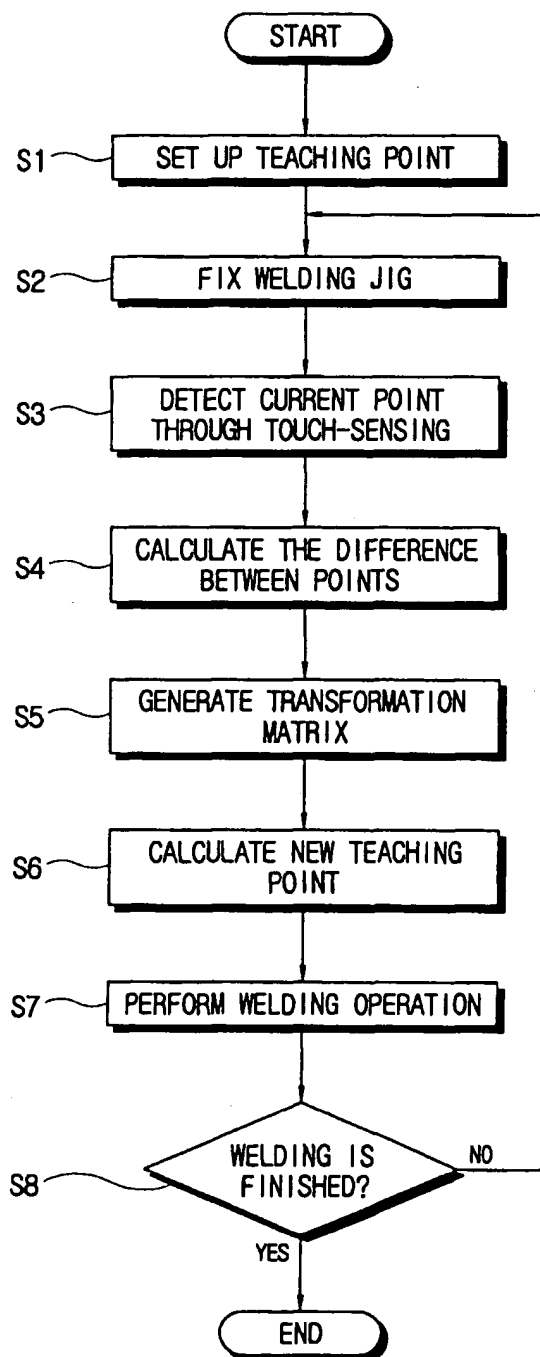 START
S1
SET UP TEACHING POINT
S2
FIX WELDING JIG
S3
DETECT CURRENT POINT
THROUGH TOUCH-SENSING
S4
CALCULATE THE DIFFERENCE
BETWEEN POINTS
S5
GENERATE TRANSFORMATION
MATRIX
S6
CALCULATE NEW TEACHING
POINT
S7
PERFORM WELDING OPERATION
S8
WELDING IS
FINISHED?
NO
YES
END